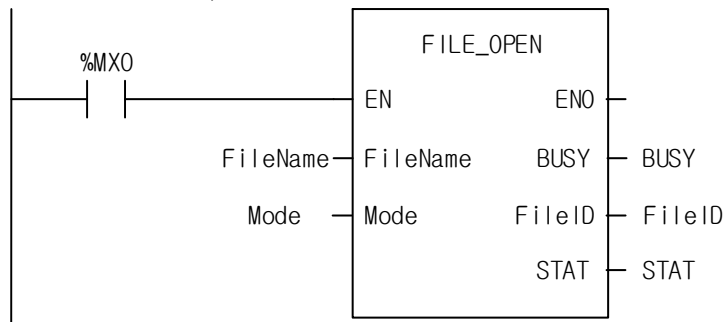 FILE_OPEN
%MX0
EN ENO
FileName FileName BUSY BUSY
Mode Mode FileID FileID
STAT STAT